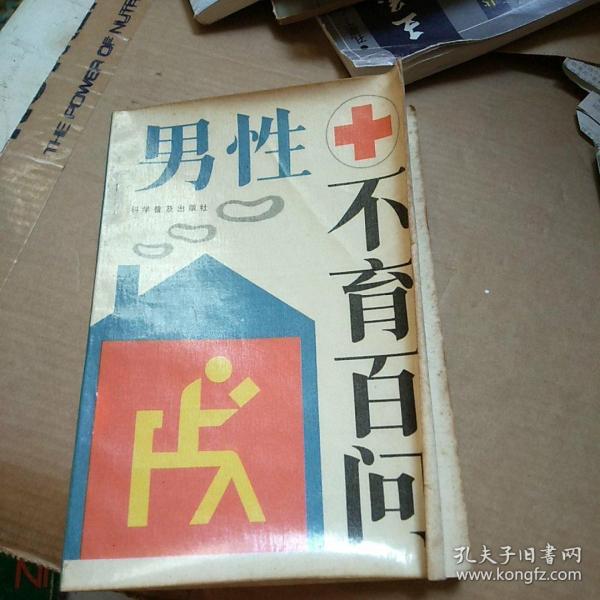 THE POWER OF NUTR
男性
科学普及出版社
不育百问
孔夫子旧书网
www.kongfz.com